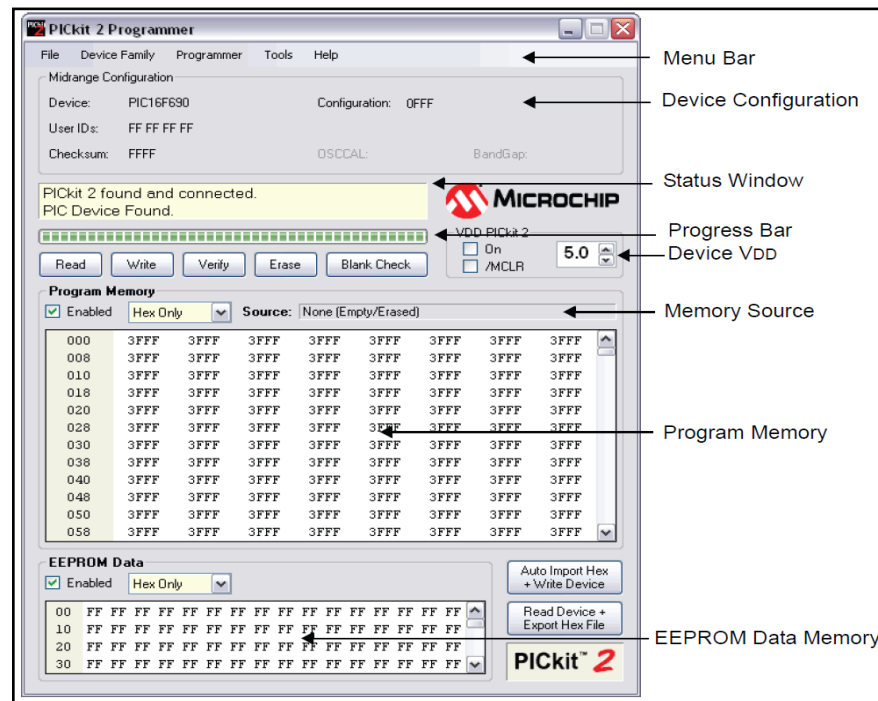 PICkit 2 Programmer
File Device Family Programmer Tools Help
Menu Bar
Midrange Configuration
Device: PIC16F690 Configuration: 0FFF
Device Configuration
User IDs: FF FF FF FF
Checksum: FFFF OSCCAL: BandGap:
PICkit 2 found and connected.
PIC Device Found.
Status Window
MICROCHIP
Progress Bar
VDD PICkit 2
On
/MCLR
5.0
Device VDD
Read Write Verify Erase Blank Check
Program Memory
Enabled Hex Only Source: None (Empty/Erased)
Memory Source
000 3FFF 3FFF 3FFF 3FFF 3FFF 3FFF 3FFF 3FFF
008 3FFF 3FFF 3FFF 3FFF 3FFF 3FFF 3FFF 3FFF
010 3FFF 3FFF 3FFF 3FFF 3FFF 3FFF 3FFF 3FFF
018 3FFF 3FFF 3FFF 3FFF 3FFF 3FFF 3FFF 3FFF
020 3FFF 3FFF 3FFF 3FFF 3FFF 3FFF 3FFF 3FFF
028 3FFF 3FFF 3FFF 3FFF 3FFF 3FFF 3FFF 3FFF
030 3FFF 3FFF 3FFF 3FFF 3FFF 3FFF 3FFF 3FFF
038 3FFF 3FFF 3FFF 3FFF 3FFF 3FFF 3FFF 3FFF
040 3FFF 3FFF 3FFF 3FFF 3FFF 3FFF 3FFF 3FFF
048 3FFF 3FFF 3FFF 3FFF 3FFF 3FFF 3FFF 3FFF
050 3FFF 3FFF 3FFF 3FFF 3FFF 3FFF 3FFF 3FFF
058 3FFF 3FFF 3FFF 3FFF 3FFF 3FFF 3FFF 3FFF
Program Memory
EEPROM Data
Enabled Hex Only
00 FF FF FF FF FF FF FF FF FF FF FF FF FF FF FF FF
10 FF FF FF FF FF FF FF FF FF FF FF FF FF FF FF FF
20 FF FF FF FF FF FF FF FF FF FF FF FF FF FF FF FF
30 FF FF FF FF FF FF FF FF FF FF FF FF FF FF FF FF
Auto Import Hex
+ Write Device
Read Device +
Export Hex File
EEPROM Data Memory
PICkit™ 2